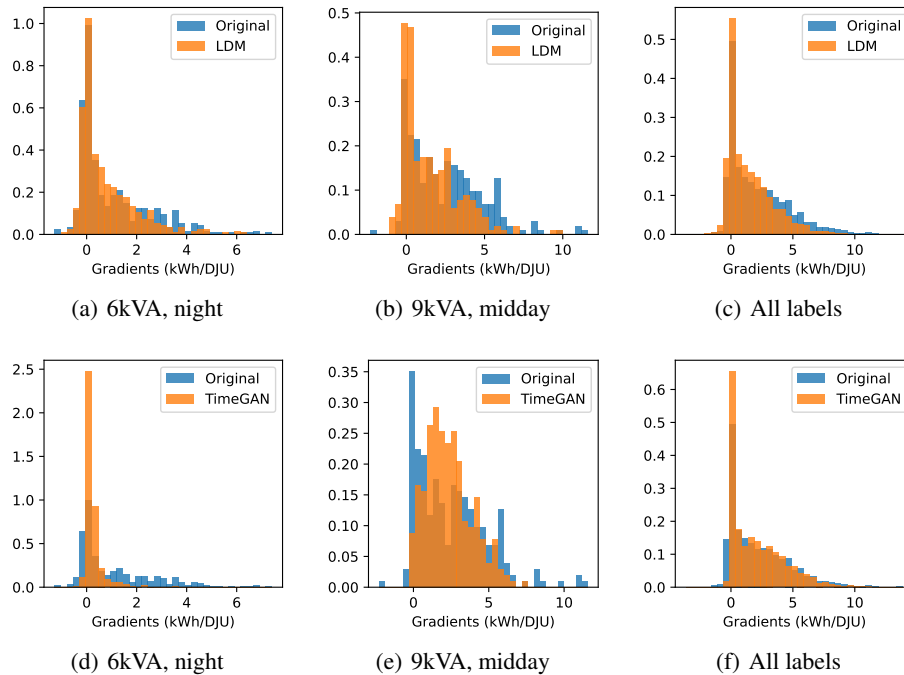 1.0
0.8
0.6
0.4
0.2
0.0
0 2 4 6
Original
LDM
Gradients (kWh/DJU)
(a) 6kVA, night
0.5
0.4
0.3
0.2
0.1
0.0
0 5 10
Original
LDM
Gradients (kWh/DJU)
(b) 9kVA, midday
0.5
0.4
0.3
0.2
0.1
0.0
0 5 10
Original
LDM
Gradients (kWh/DJU)
(c) All labels
2.5
2.0
1.5
1.0
0.5
0.0
0 2 4 6
Original
TimeGAN
Gradients (kWh/DJU)
(d) 6kVA, night
0.35
0.30
0.25
0.20
0.15
0.10
0.05
0.00
0 5 10
Original
TimeGAN
Gradients (kWh/DJU)
(e) 9kVA, midday
0.6
0.5
0.4
0.3
0.2
0.1
0.0
0 5 10
Original
TimeGAN
Gradients (kWh/DJU)
(f) All labels